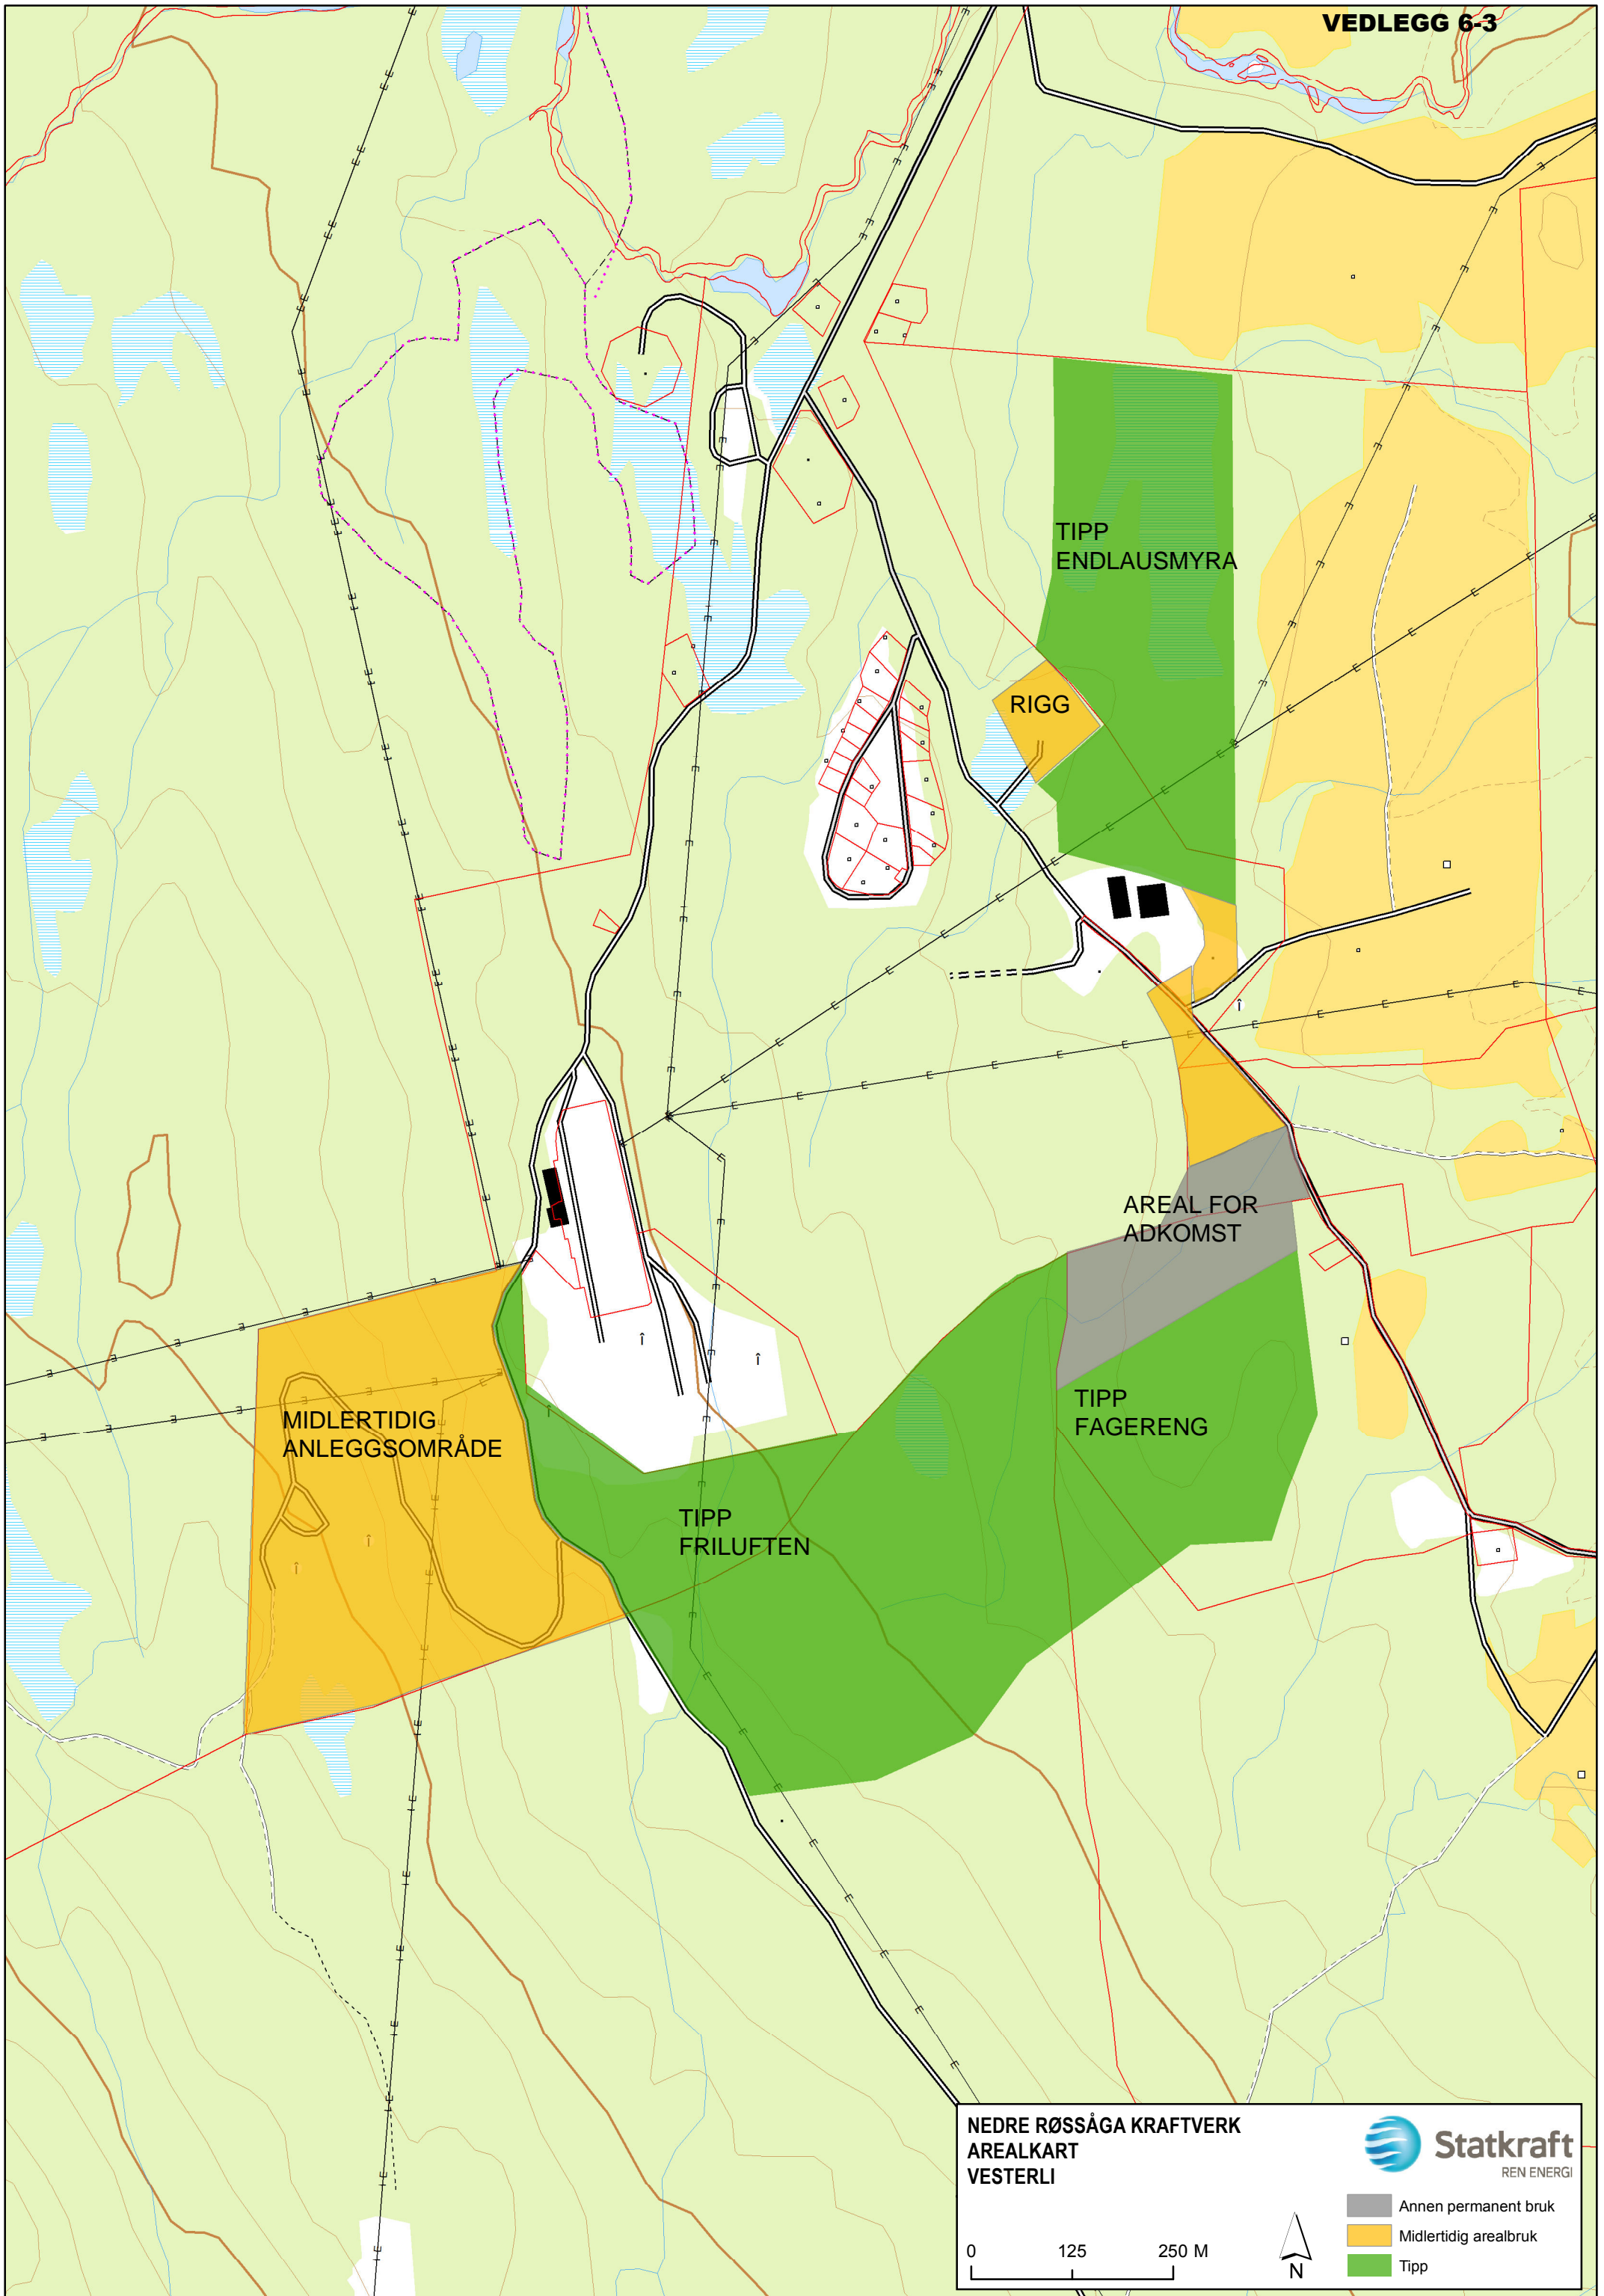 VEDLEGG 6-3
TIPP
ENDLAUSMYRA
RIGG
AREAL FOR
ADKOMST
TIPP
FAGERENG
MIDLERTIDIG
ANLEGGSOMRÅDE
TIPP
FRILUFTEN
NEDRE RØSSÅGA KRAFTVERK
AREALKART
VESTERLI
Statkraft
REN ENERGI
Annen permanent bruk
Midlertidig arealbruk
Tipp
0 125 250 M
N